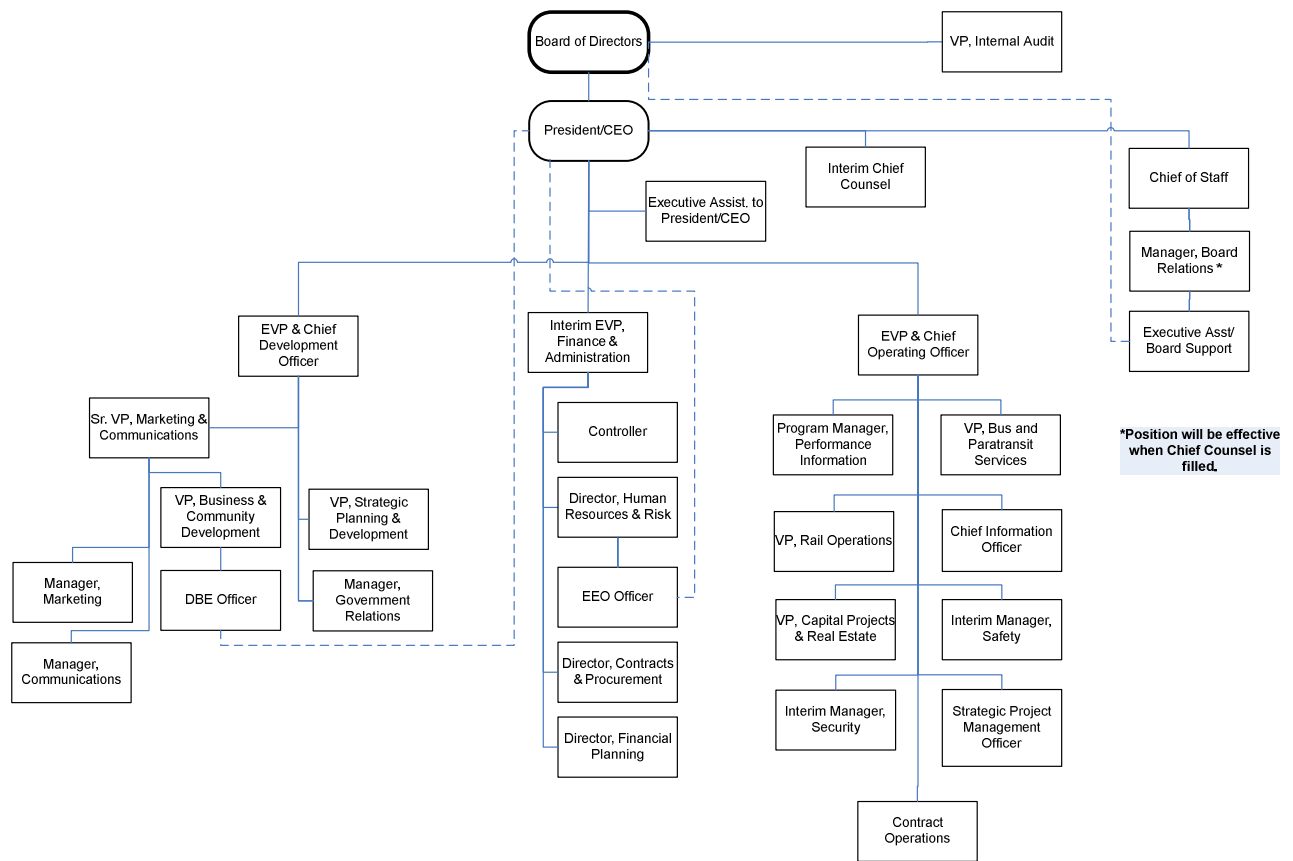 Board of Directors
VP, Internal Audit
President/CEO
Interim Chief
Counsel
Chief of Staff
Executive Assist. to
President/CEO
Manager, Board
Relations *
Executive Asst/
Board Support
EVP & Chief
Development
Officer
Interim EVP,
Finance &
Administration
EVP & Chief
Operating Officer
Sr. VP, Marketing &
Communications
Controller
Program Manager,
Performance
Information
VP, Bus and
Paratransit
Services
*Position will be effective
when Chief Counsel is
filled.
VP, Business &
Community
Development
VP, Strategic
Planning &
Development
Director, Human
Resources & Risk
VP, Rail Operations
Chief Information
Officer
Manager,
Marketing
DBE Officer
Manager,
Government
Relations
EEO Officer
VP, Capital Projects
& Real Estate
Interim Manager,
Safety
Manager,
Communications
Director, Contracts
& Procurement
Interim Manager,
Security
Strategic Project
Management
Officer
Director, Financial
Planning
Contract
Operations